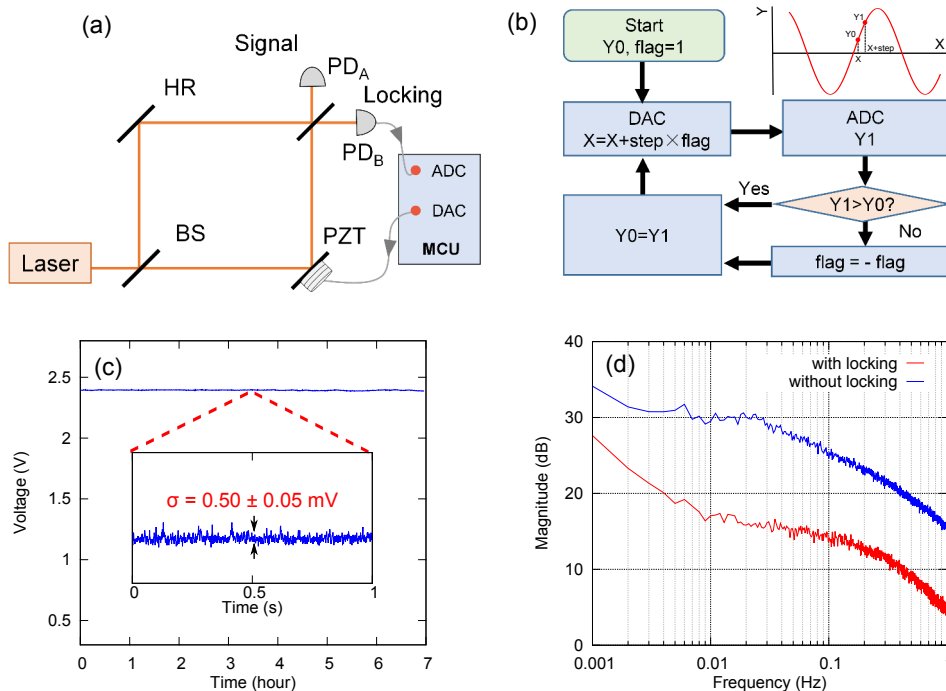 (a)
Signal
PD_A
HR
Locking
PD_B
ADC
DAC
MCU
BS
PZT
Laser
(b)
Start
Y0, flag=1
Y
Y1
Y0
X+step
X
X
DAC
X=X+step×flag
ADC
Y1
Yes
Y1>Y0?
No
Y0=Y1
flag = - flag
(c)
Voltage (V)
2.5
2
1.5
1
0.5
σ = 0.50 ± 0.05 mV
0
0.5
1
Time (s)
0
1
2
3
4
5
6
7
Time (hour)
(d)
with locking
without locking
Magnitude (dB)
40
30
20
10
0
0.001
0.01
0.1
Frequency (Hz)